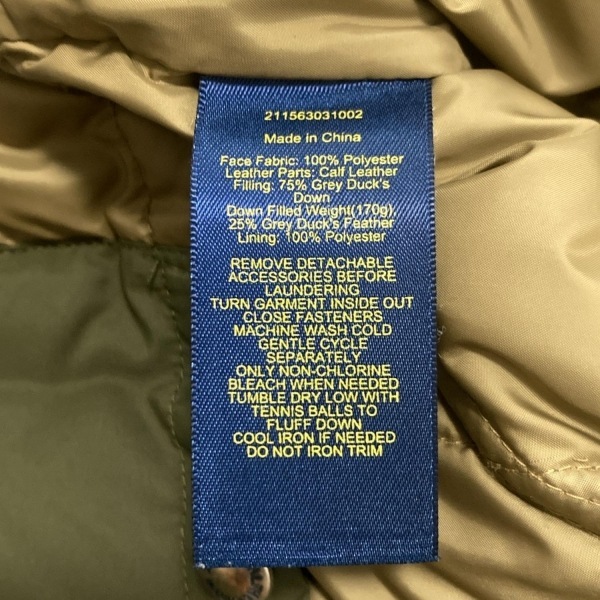 211563031002
Made in China
Face Fabric: 100% Polyester
Leather Parts: Calf Leather
Filling: 75% Grey Duck's
Down
Down Filled Weight(170g),
25% Grey Duck's Feather
Lining: 100% Polyester
REMOVE DETACHABLE
ACCESSORIES BEFORE
LAUNDERING
TURN GARMENT INSIDE OUT
CLOSE FASTENERS
MACHINE WASH COLD
GENTLE CYCLE
SEPARATELY
ONLY NON-CHLORINE
BLEACH WHEN NEEDED
TUMBLE DRY LOW WITH
TENNIS BALLS TO
FLUFF DOWN
COOL IRON IF NEEDED
DO NOT IRON TRIM